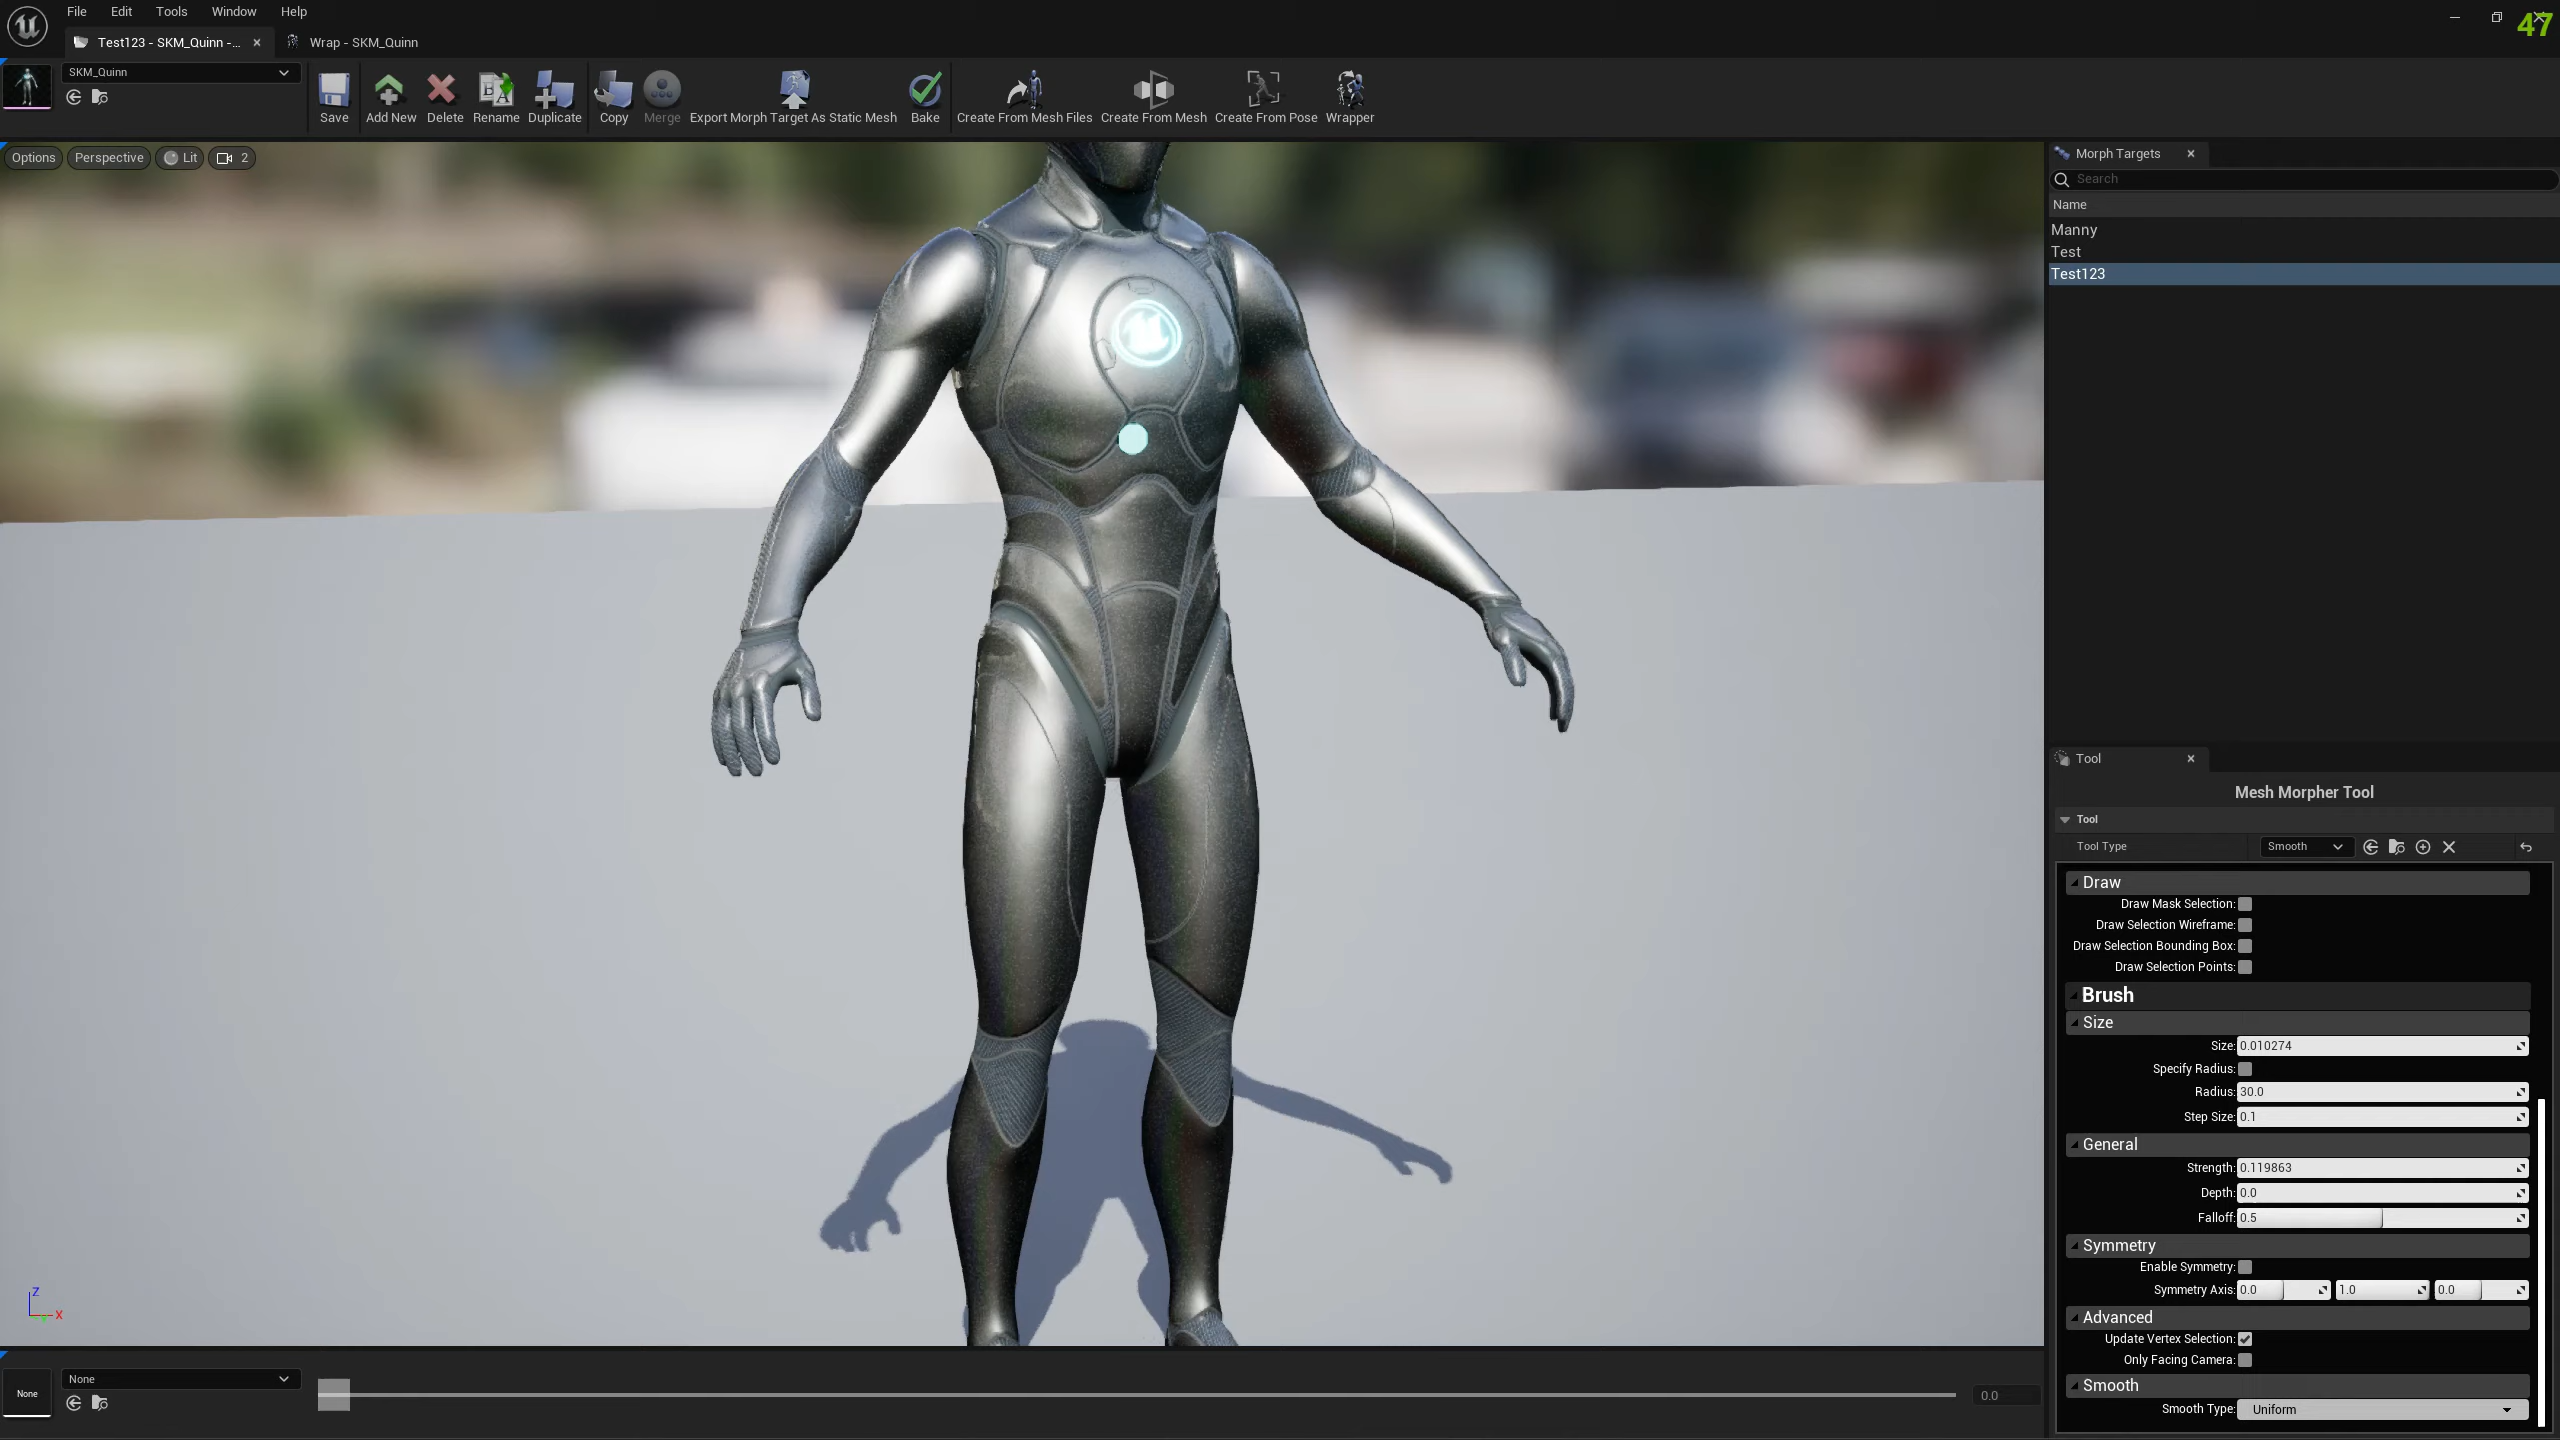 File Edit Tools Window Help
47
Test123 - SKM_Quinn -...
Wrap - SKM_Quinn
SKM_Quinn
Save
Add New
Delete
Rename
Duplicate
Copy
Merge
Export Morph Target As Static Mesh
Bake
Create From Mesh Files
Create From Mesh
Create From Pose
Wrapper
Options
Perspective
Lit
2
Morph Targets
Search
Name
Manny
Test
Test123
Tool
Mesh Morpher Tool
Tool
Tool Type Smooth
Draw
Draw Mask Selection:
Draw Selection Wireframe:
Draw Selection Bounding Box:
Draw Selection Points:
Brush
Size
Size: 0.010274
Specify Radius:
Radius: 30.0
Step Size: 0.1
General
Strength: 0.119863
Depth: 0.0
Falloff: 0.5
Symmetry
Enable Symmetry:
Symmetry Axis: 0.0 1.0 0.0
Advanced
Update Vertex Selection:
Only Facing Camera:
Smooth
Smooth Type: Uniform
Z
X
Y
None
None
0.0